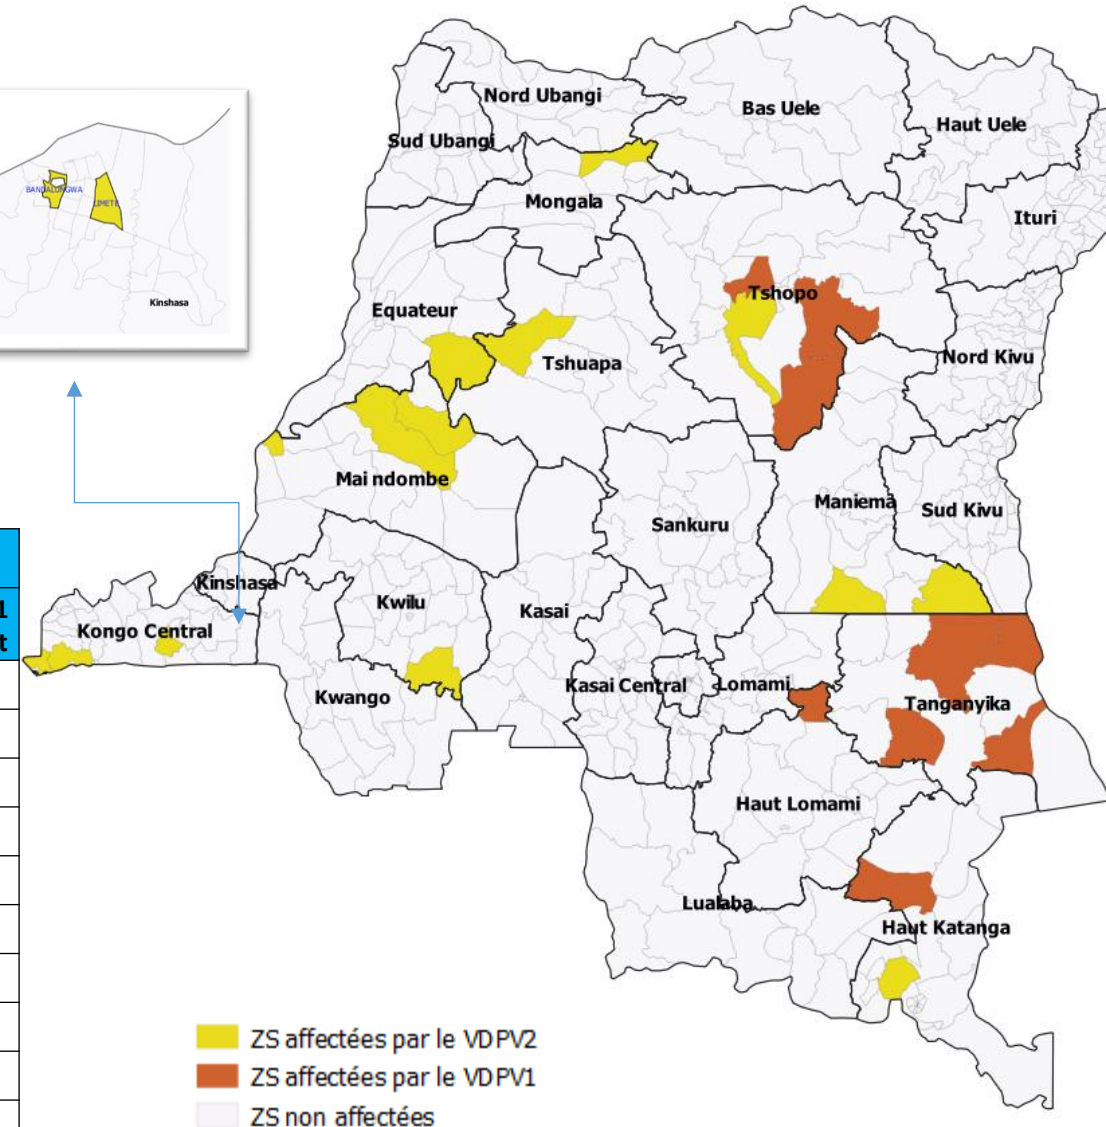 Nord Ubangi
Bas Uele
Haut Uele
Sud Ubangi
BANDALUNGWA
LIMETE
Mongala
Ituri
Kinshasa
Tshopo
Equateur
Tshuapa
Nord Kivu
Mai ndombe
Maniema
Sud Kivu
Sankuru
Kinshasa
1
Kwilu
Kasai
t
Kongo Central
Kasai Central
Lomami
Kwango
Tanganyika
Haut Lomami
Lualaba
Haut Katanga
ZS affectées par le VDPV2
ZS affectées par le VDPV1
ZS non affectées